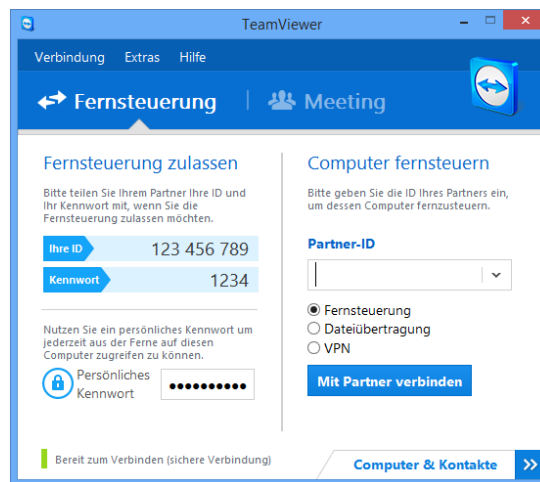 TeamViewer
Verbindung Extras Hilfe
Fernsteuerung
Meeting
Fernsteuerung zulassen
Bitte teilen Sie Ihrem Partner Ihre ID und
Ihr Kennwort mit, wenn Sie die
Fernsteuerung zulassen möchten.
Ihre ID 123 456 789
Kennwort 1234
Nutzen Sie ein persönliches Kennwort um
jederzeit aus der Ferne auf diesen
Computer zugreifen zu können.
Persönliches
Kennwort
Computer fernsteuern
Bitte geben Sie die ID Ihres Partners ein,
um dessen Computer fernzusteuern.
Partner-ID
Fernsteuerung
Dateiübertragung
VPN
Mit Partner verbinden
Bereit zum Verbinden (sichere Verbindung)
Computer & Kontakte